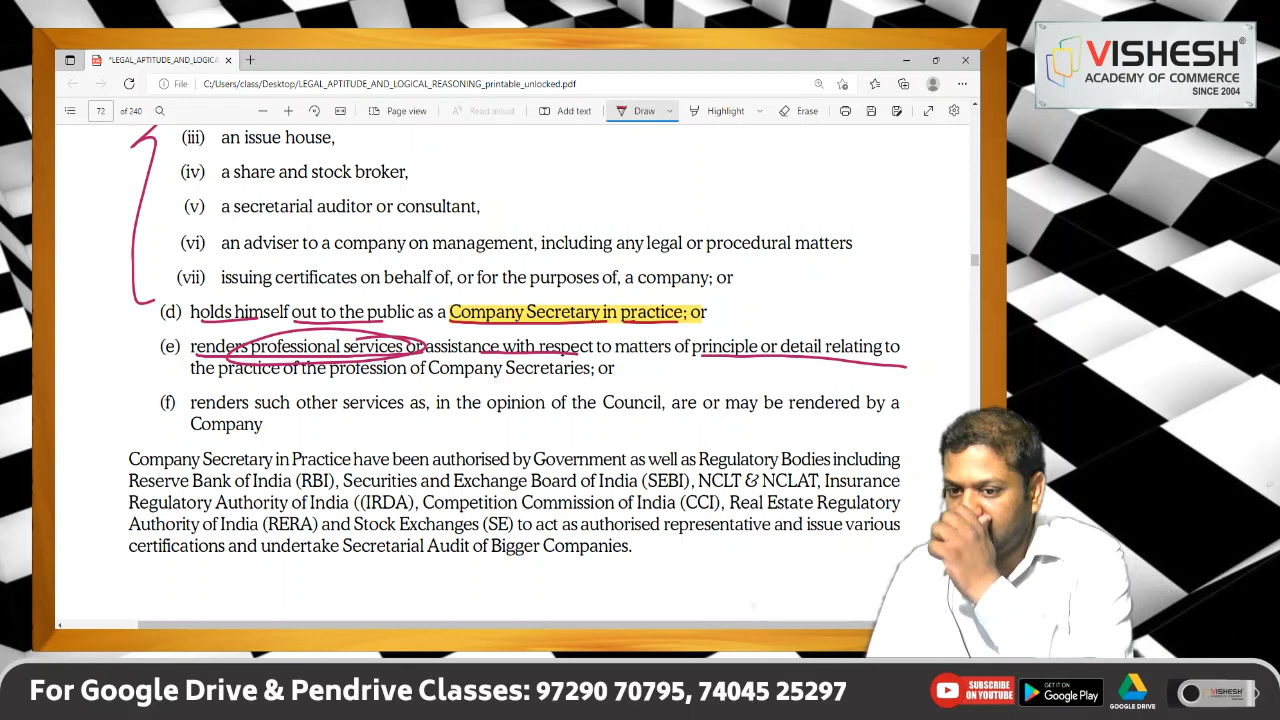 *LEGAL_APTITUDE_AND_LOGICA
File
C:/Users/class/Desktop/LEGAL_APTITUDE_AND_LOGICAL_REASONING_printable_unlocked.pdf
72 of 240
Page view
Read aloud
Add text
Draw
Highlight
Erase
VISHESH®
ACADEMY OF COMMERCE
SINCE 2004
(iii) an issue house,
(iv) a share and stock broker,
(v) a secretarial auditor or consultant,
(vi) an adviser to a company on management, including any legal or procedural matters
(vii) issuing certificates on behalf of, or for the purposes of, a company; or
(d) holds himself out to the public as a Company Secretary in practice; or
(e) renders professional services or assistance with respect to matters of principle or detail relating to
the practice of the profession of Company Secretaries; or
(f) renders such other services as, in the opinion of the Council, are or may be rendered by a
Company
Company Secretary in Practice have been authorised by Government as well as Regulatory Bodies including
Reserve Bank of India (RBI), Securities and Exchange Board of India (SEBI), NCLT & NCLAT, Insurance
Regulatory Authority of India ((IRDA), Competition Commission of India (CCI), Real Estate Regulatory
Authority of India (RERA) and Stock Exchanges (SE) to act as authorised representative and issue various
certifications and undertake Secretarial Audit of Bigger Companies.
For Google Drive & Pendrive Classes: 97290 70795, 74045 25297
SUBSCRIBE
ON YOUTUBE
GET IT ON
Google Play
GOOGLE DRIVE
VISHESH